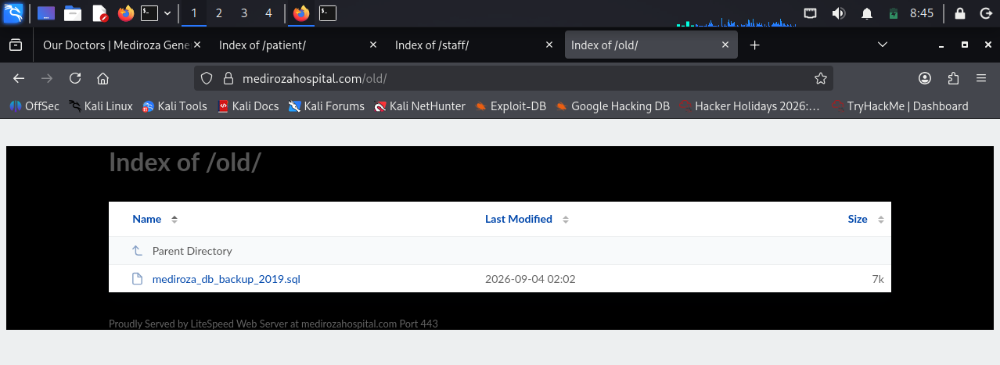 1 2 3 4 8:45
Our Doctors | Mediroza Gene Index of /patient/ Index of /staff/ Index of /old/
medirozahospital.com/old/
OffSec Kali Linux Kali Tools Kali Docs Kali Forums Kali NetHunter Exploit-DB Google Hacking DB Hacker Holidays 2026:... TryHackMe | Dashboard
Index of /old/
Name Last Modified Size
Parent Directory
mediroza_db_backup_2019.sql 2026-09-04 02:02 7k
Proudly Served by LiteSpeed Web Server at medirozahospital.com Port 443